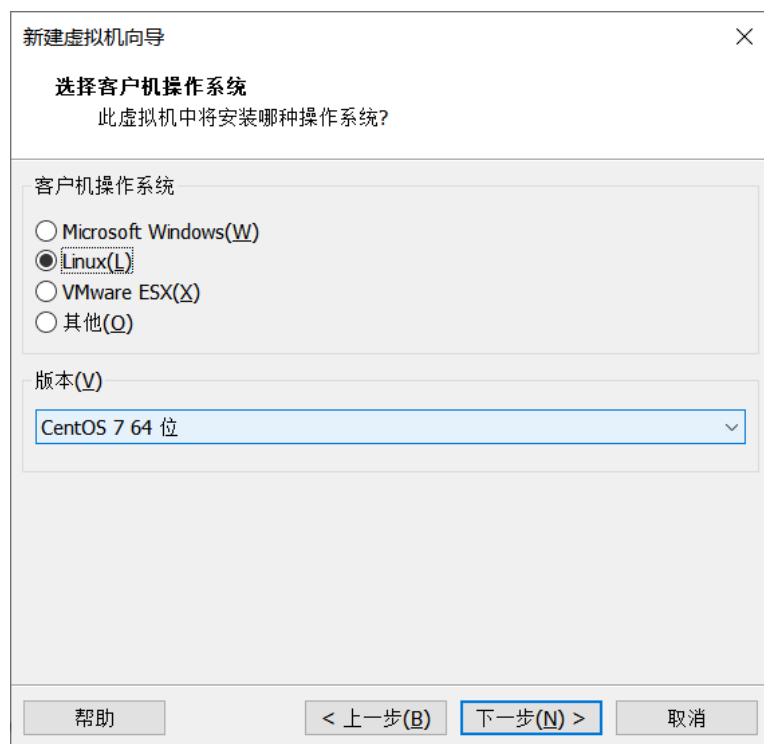 新建虚拟机向导
选择客户机操作系统
此虚拟机中将安装哪种操作系统?
客户机操作系统
Microsoft Windows(W)
Linux(L)
VMware ESX(X)
其他(O)
版本(V)
CentOS 7 64 位
帮助
< 上一步(B)
下一步(N) >
取消